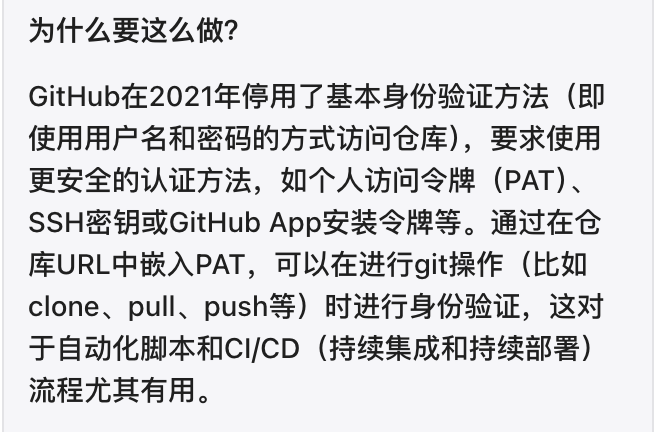 为什么要这么做?
GitHub在2021年停用了基本身份验证方法（即
使用用户名和密码的方式访问仓库），要求使用
更安全的认证方法，如个人访问令牌（PAT）、
SSH密钥或GitHub App安装令牌等。通过在仓
库URL中嵌入PAT，可以在进行git操作（比如
clone、pull、push等）时进行身份验证，这对
于自动化脚本和CI/CD（持续集成和持续部署）
流程尤其有用。